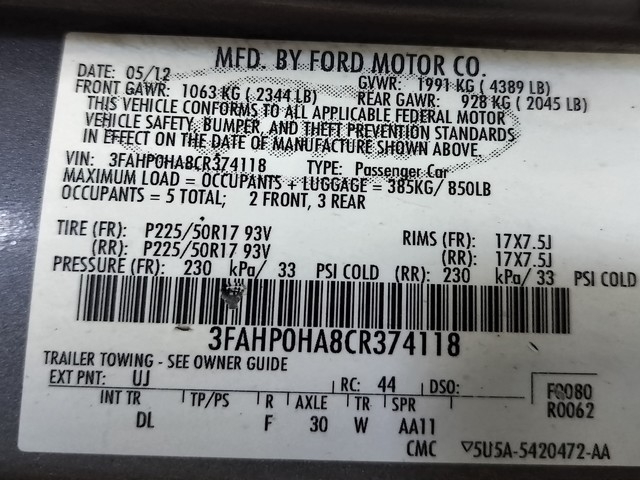 MFD. BY FORD MOTOR CO.
DATE: 05/12 GVWR: 1991 KG ( 4389 LB)
FRONT GAWR: 1063 KG ( 2344 LB) REAR GAWR: 928 KG ( 2045 LB)
THIS VEHICLE CONFORMS TO ALL APPLICABLE FEDERAL MOTOR
VEHICLE SAFETY, BUMPER, AND THEFT PREVENTION STANDARDS
IN EFFECT ON THE DATE OF MANUFACTURE SHOWN ABOVE.
VIN: 3FAHP0HA8CR374118 TYPE: Passenger Car
MAXIMUM LOAD = OCCUPANTS + LUGGAGE = 385KG/ 850LB
OCCUPANTS = 5 TOTAL; 2 FRONT, 3 REAR
TIRE (FR): P225/50R17 93V RIMS (FR): 17X7.5J
(RR): P225/50R17 93V (RR): 17X7.5J
PRESSURE (FR): 230 kPa/ 33 PSI COLD (RR): 230 kPa/ 33 PSI COLD
3FAHP0HA8CR374118
TRAILER TOWING - SEE OWNER GUIDE
EXT PNT: UJ RC: 44 DSO: F0080
INT TR TP/PS R AXLE TR SPR R0062
DL F 30 W AA11
CMC ▽5U5A-5420472-AA